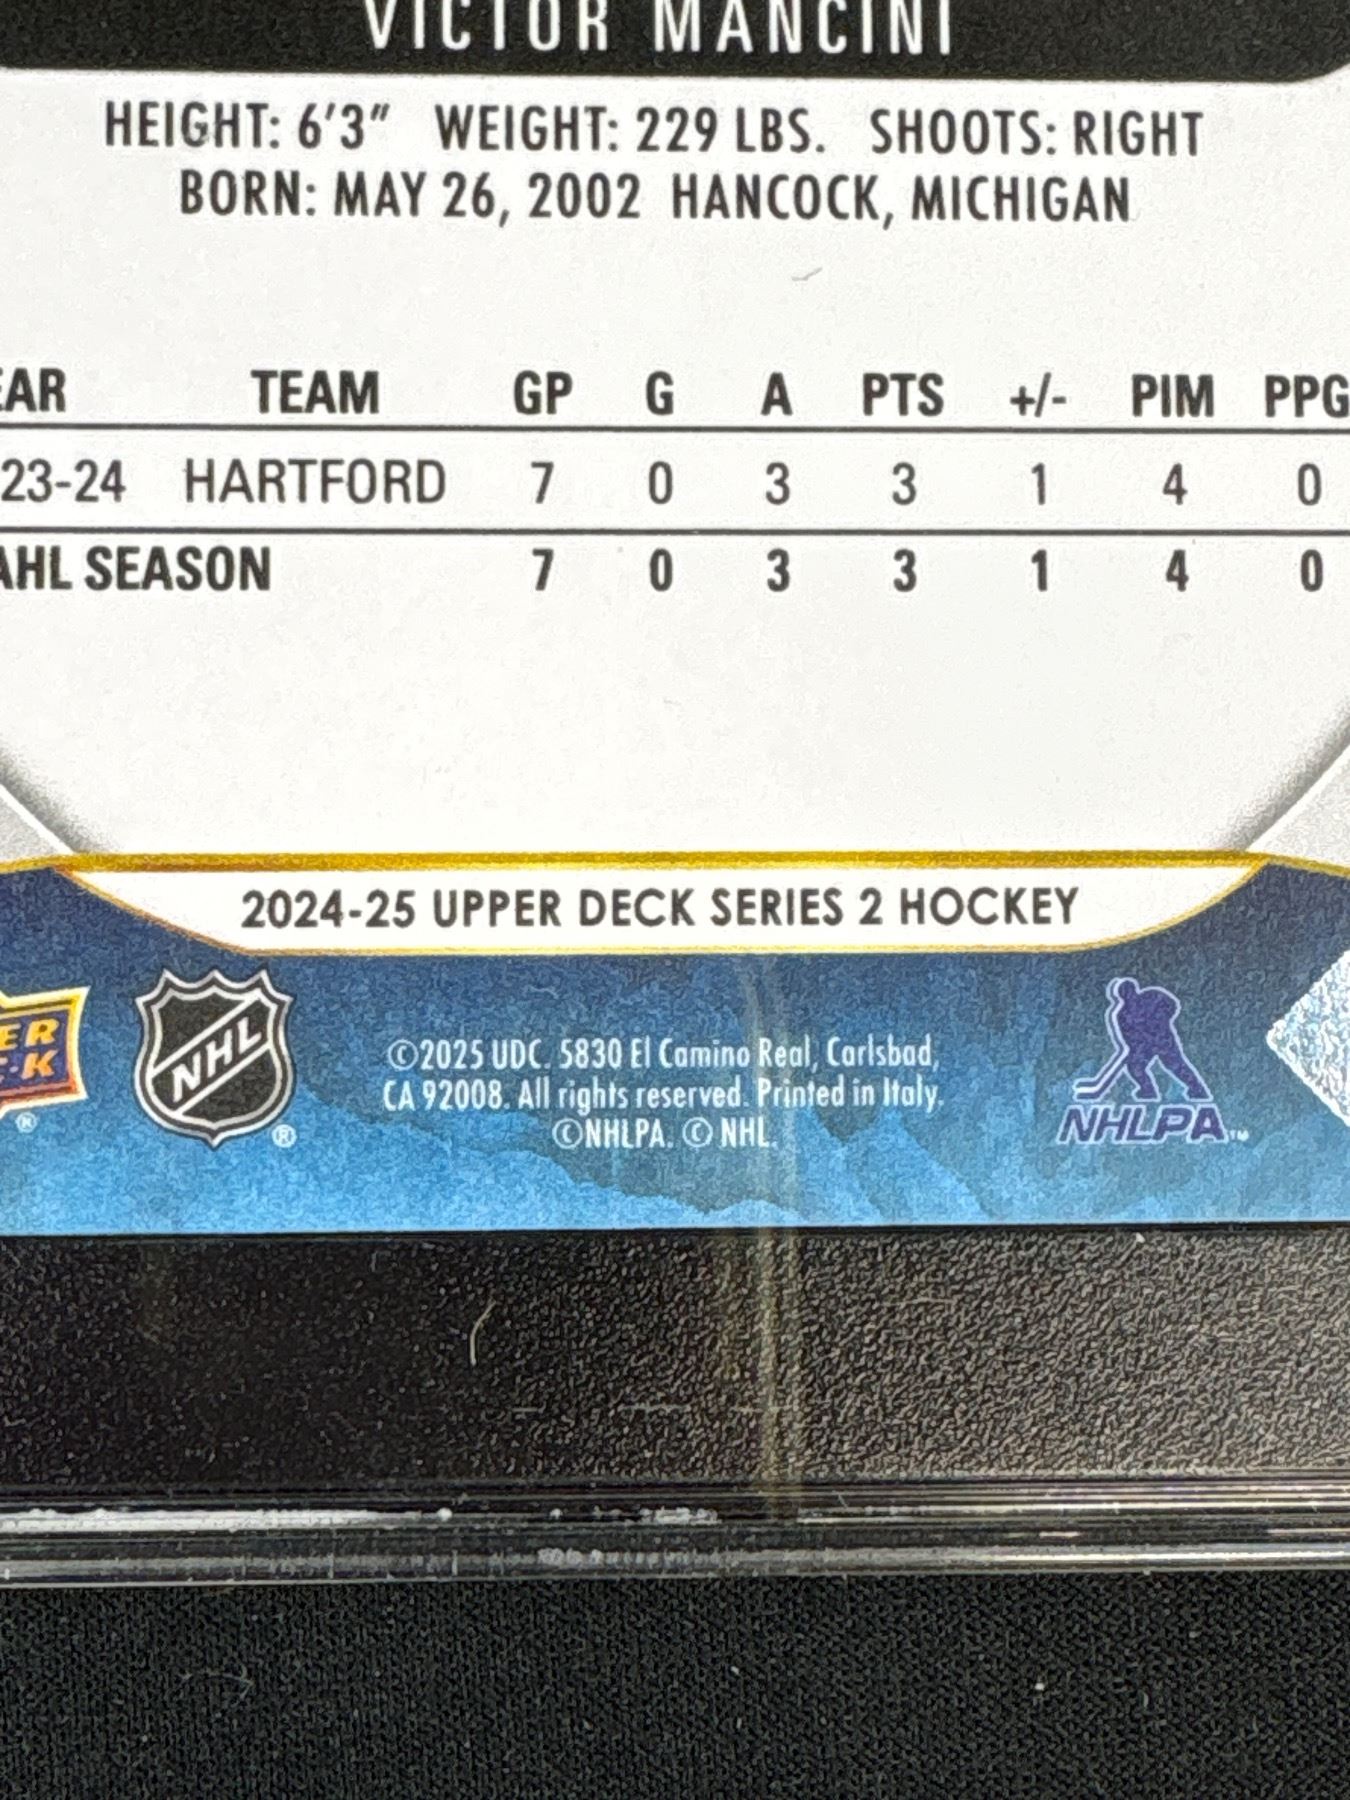 VICTOR MANCINI
HEIGHT: 6'3" WEIGHT: 229 LBS. SHOOTS: RIGHT
BORN: MAY 26, 2002 HANCOCK, MICHIGAN
EAR TEAM GP G A PTS +/- PIM PPG
23-24 HARTFORD 7 0 3 3 1 4 0
AHL SEASON 7 0 3 3 1 4 0
2024-25 UPPER DECK SERIES 2 HOCKEY
ER
CK
®
NHL
®
©2025 UDC. 5830 El Camino Real, Carlsbad,
CA 92008. All rights reserved. Printed in Italy.
©NHLPA. © NHL.
NHLPA™